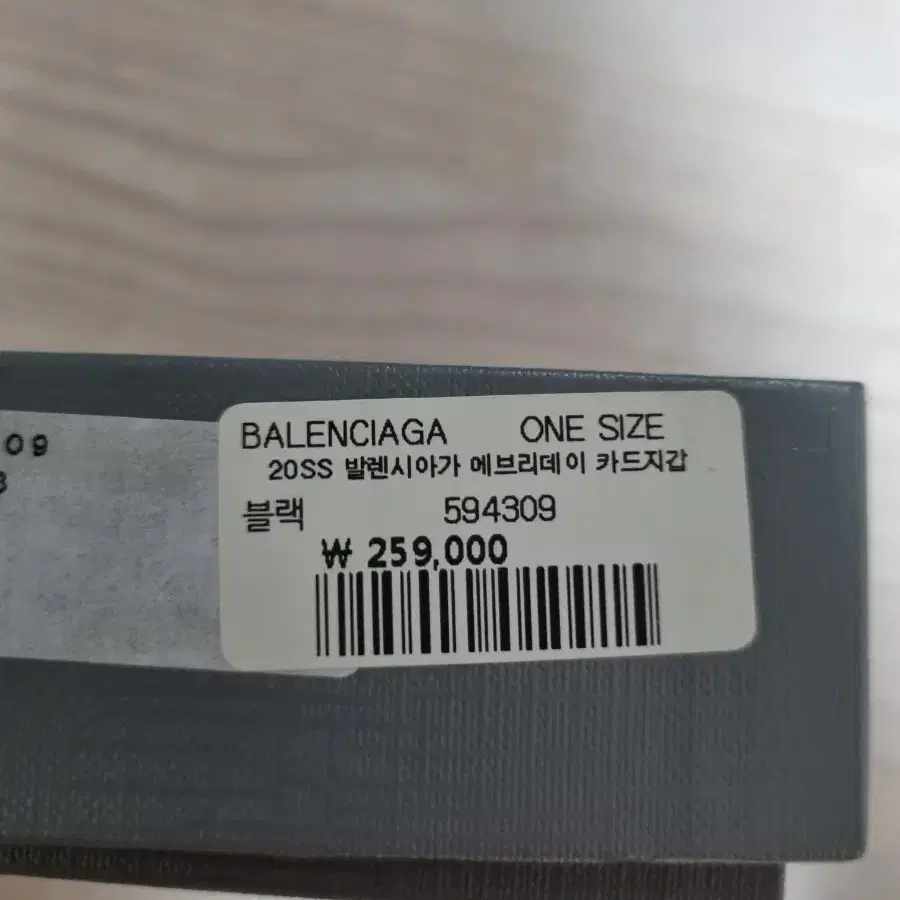 09
BALENCIAGA ONE SIZE
20SS 발렌시아가 에브리데이 카드지갑
블랙 594309
₩ 259,000